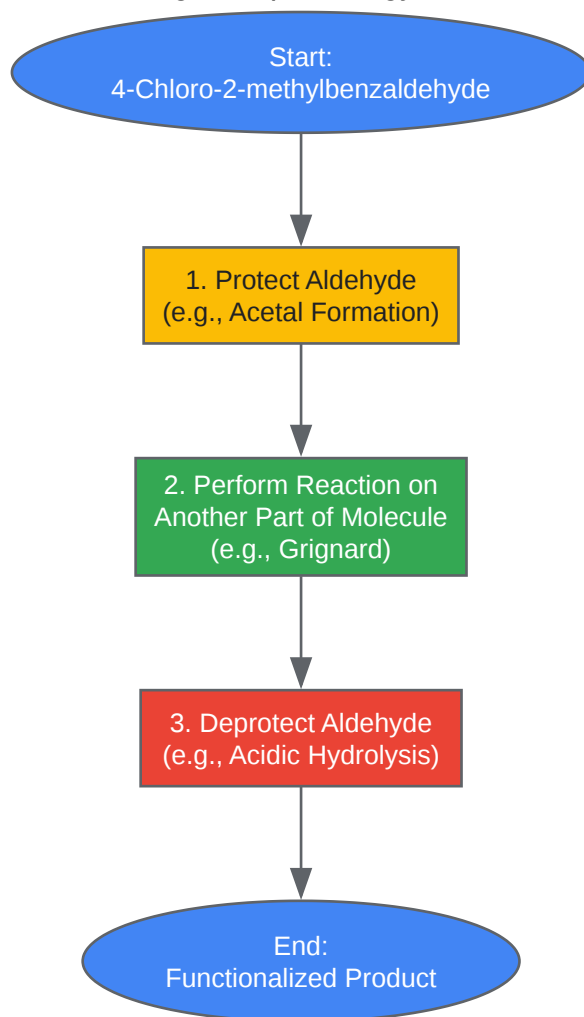 Start:
4-Chloro-2-methylbenzaldehyde
1. Protect Aldehyde
(e.g., Acetal Formation)
2. Perform Reaction on
Another Part of Molecule
(e.g., Grignard)
3. Deprotect Aldehyde
(e.g., Acidic Hydrolysis)
End:
Functionalized Product